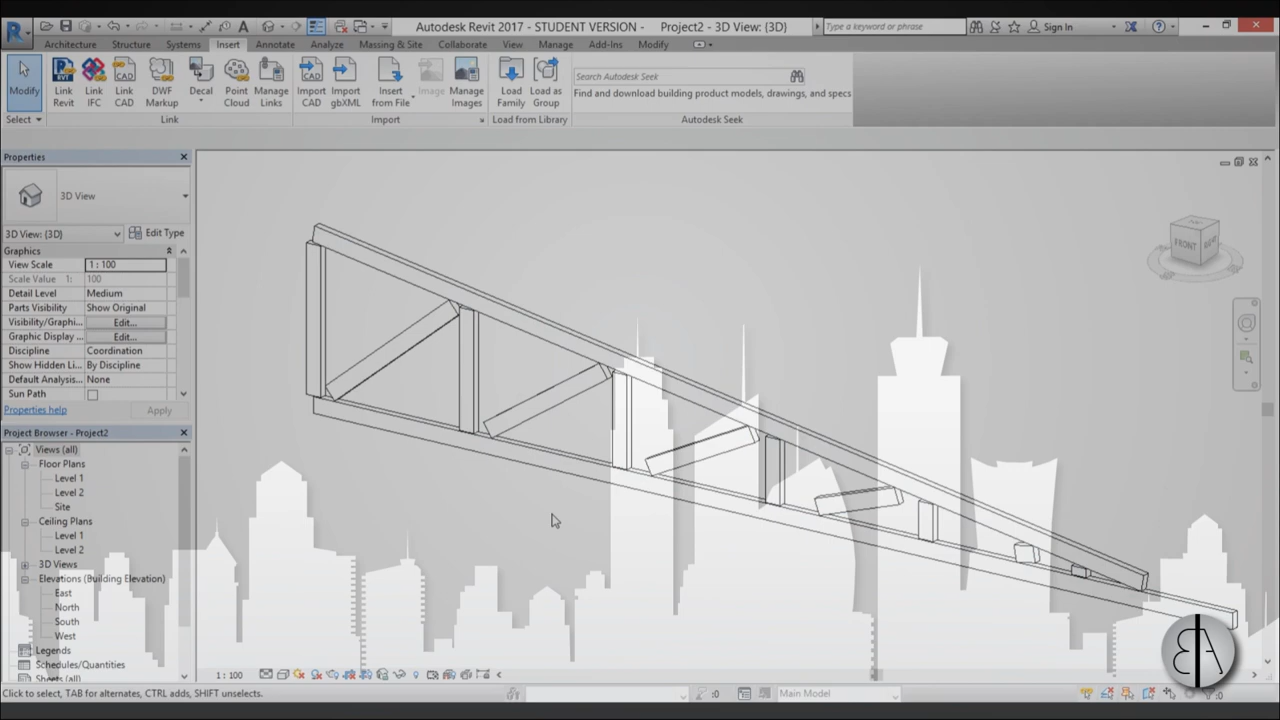 Autodesk Revit 2017 - STUDENT VERSION - Project2 - 3D View: {3D}
Type a keyword or phrase
Sign In
Architecture Structure Systems Insert Annotate Analyze Massing & Site Collaborate View Manage Add-Ins Modify
Modify
Link Revit
Link IFC
Link CAD
DWF Markup
Decal
Point Cloud
Manage Links
Import CAD
Import gbXML
Insert from File
Image
Manage Images
Load Family
Load as Group
Search Autodesk Seek
Find and download building product models, drawings, and specs
Select
Link
Import
Load from Library
Autodesk Seek
Properties
3D View
3D View: {3D}
Edit Type
Graphics
View Scale 1 : 100
Scale Value 1: 100
Detail Level Medium
Parts Visibility Show Original
Visibility/Graphi... Edit...
Graphic Display ... Edit...
Discipline Coordination
Show Hidden Li... By Discipline
Default Analysis... None
Sun Path
Properties help
Apply
Project Browser - Project2
Views (all)
Floor Plans
Level 1
Level 2
Site
Ceiling Plans
Level 1
Level 2
3D Views
Elevations (Building Elevation)
East
North
South
West
Legends
Schedules/Quantities
Sheets (all)
FRONT
1 : 100
Click to select, TAB for alternates, CTRL adds, SHIFT unselects.
:0
Main Model
:0
BA